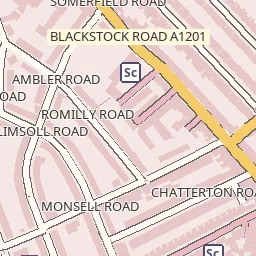 SOMERFIELD ROAD
BLACKSTOCK ROAD A1201
Sc
AMBLER ROAD
OAD
ROMILLY ROAD
LIMSOLL ROAD
CHATTERTON ROA
MONSELL ROAD
Sc